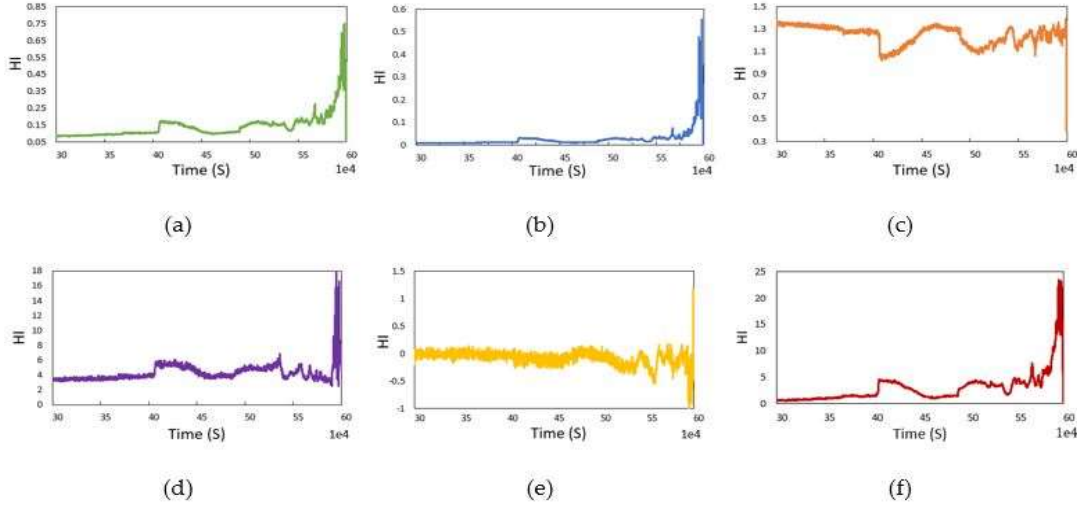 0.85
0.75
0.65
0.55
0.45
0.35
0.25
0.15
0.05
HI
30 35 40 45 50 55 60
Time (S)
1e4
(a)
0.6
0.5
0.4
0.3
0.2
0.1
0
HI
30 35 40 45 50 55 60
Time (S)
1e4
(b)
1.5
1.3
1.1
0.9
0.7
0.5
0.3
HI
30 35 40 45 50 55 60
Time (S)
1e4
(c)
18
16
14
12
10
8
6
4
2
0
HI
30 35 40 45 50 55 60
Time (S)
1e4
(d)
1.5
1
0.5
0
-0.5
-1
HI
30 35 40 45 50 55 60
Time (S)
1e4
(e)
25
20
15
10
5
0
HI
30 35 40 45 50 55 60
Time (S)
1e4
(f)